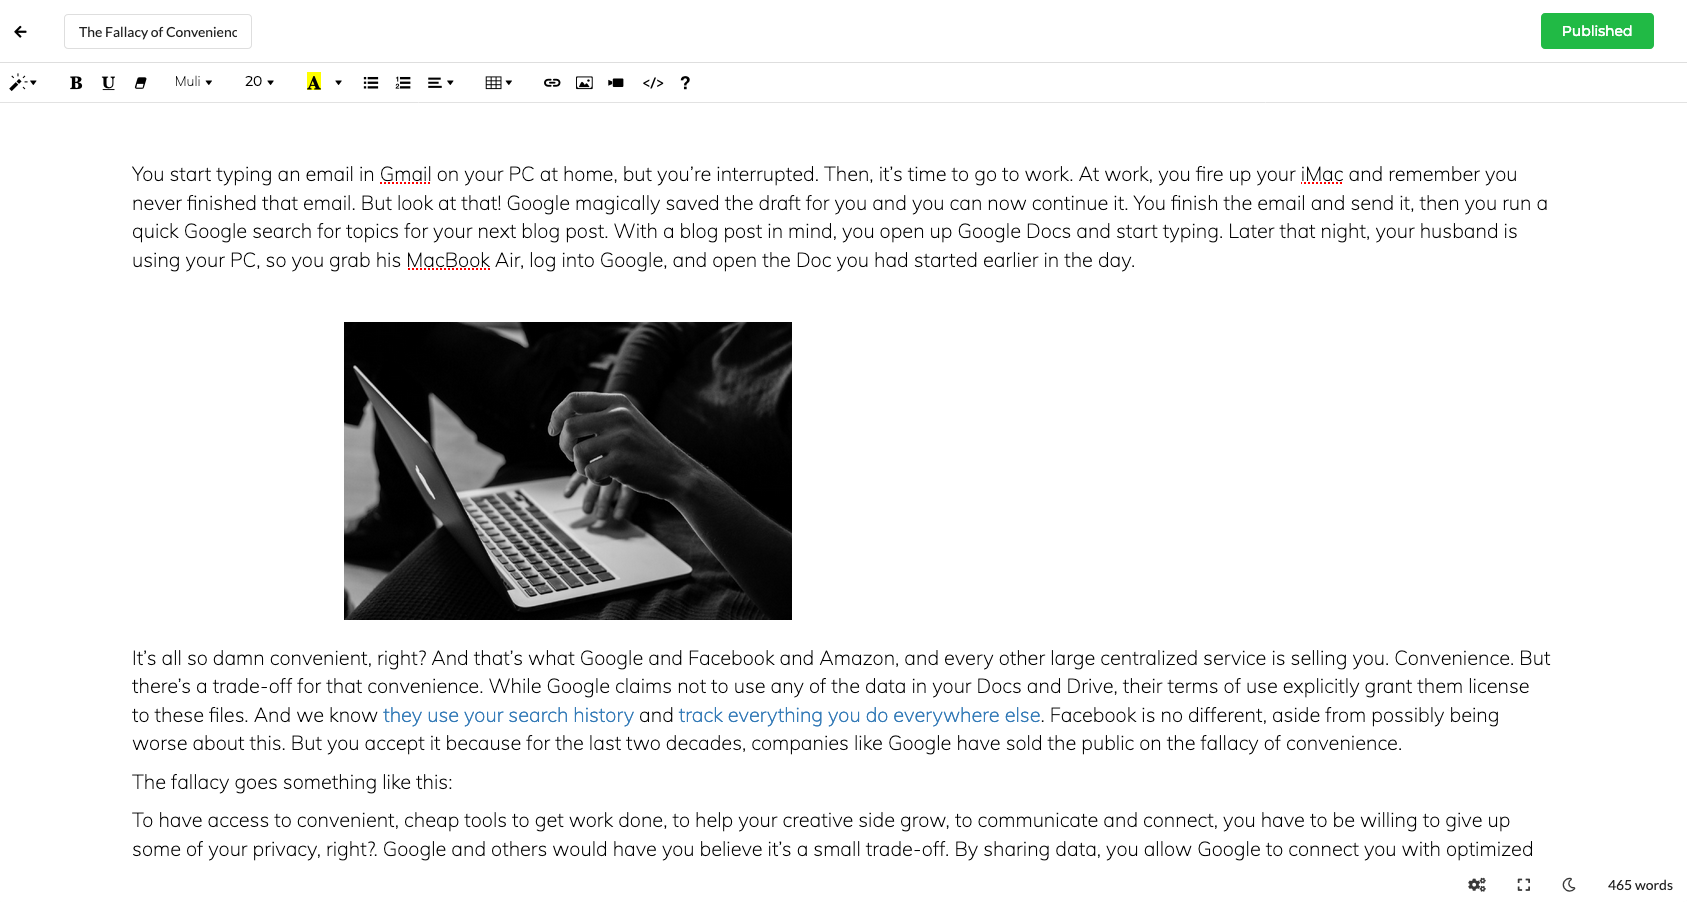 The Fallacy of Convenienc
Published
B U Muli 20 A </> ?
You start typing an email in Gmail on your PC at home, but you’re interrupted. Then, it’s time to go to work. At work, you fire up your iMac and remember you
never finished that email. But look at that! Google magically saved the draft for you and you can now continue it. You finish the email and send it, then you run a
quick Google search for topics for your next blog post. With a blog post in mind, you open up Google Docs and start typing. Later that night, your husband is
using your PC, so you grab his MacBook Air, log into Google, and open the Doc you had started earlier in the day.
It’s all so damn convenient, right? And that’s what Google and Facebook and Amazon, and every other large centralized service is selling you. Convenience. But
there’s a trade-off for that convenience. While Google claims not to use any of the data in your Docs and Drive, their terms of use explicitly grant them license
to these files. And we know they use your search history and track everything you do everywhere else. Facebook is no different, aside from possibly being
worse about this. But you accept it because for the last two decades, companies like Google have sold the public on the fallacy of convenience.
The fallacy goes something like this:
To have access to convenient, cheap tools to get work done, to help your creative side grow, to communicate and connect, you have to be willing to give up
some of your privacy, right?. Google and others would have you believe it’s a small trade-off. By sharing data, you allow Google to connect you with optimized
465 words